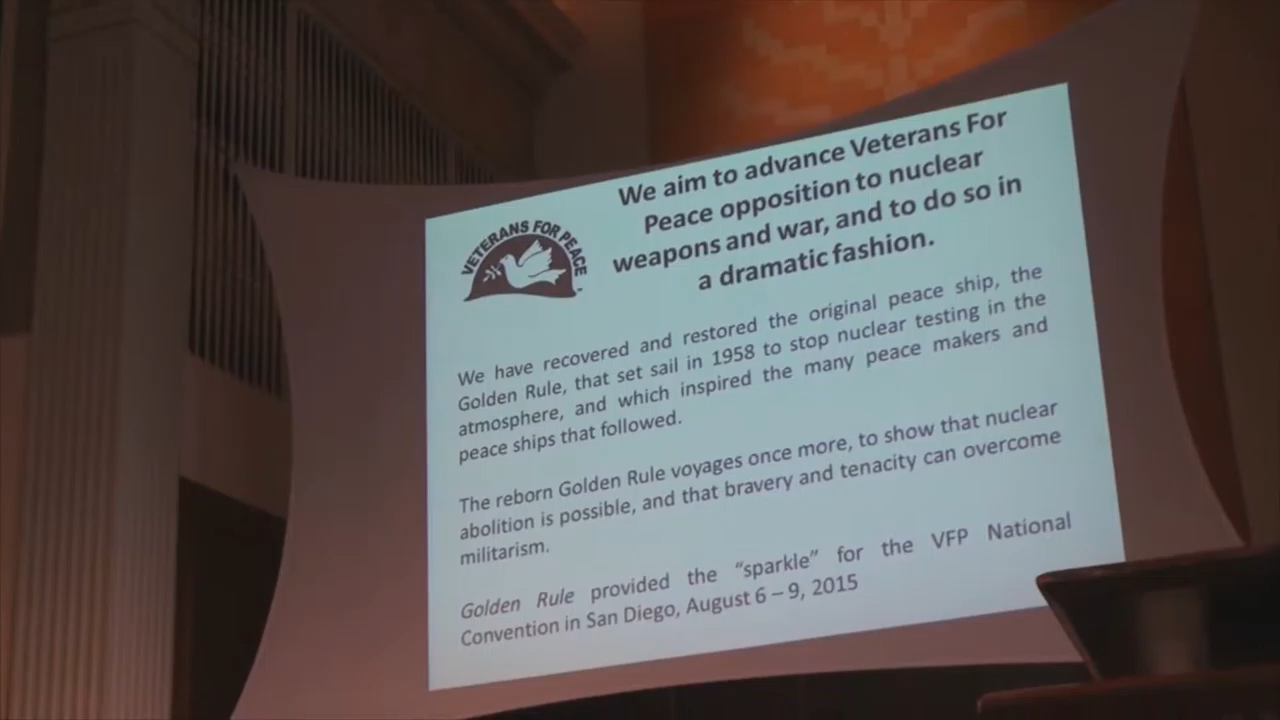 VETERANS FOR PEACE
We aim to advance Veterans For
Peace opposition to nuclear
weapons and war, and to do so in
a dramatic fashion.
We have recovered and restored the original peace ship, the
Golden Rule, that set sail in 1958 to stop nuclear testing in the
atmosphere, and which inspired the many peace makers and
peace ships that followed.
The reborn Golden Rule voyages once more, to show that nuclear
abolition is possible, and that bravery and tenacity can overcome
militarism.
Golden Rule provided the “sparkle” for the VFP National
Convention in San Diego, August 6 – 9, 2015